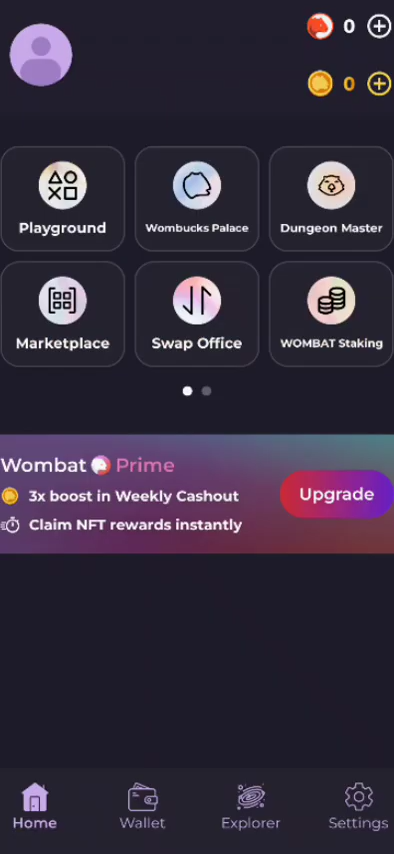 0
0
Playground
Wombucks Palace
Dungeon Master
Marketplace
Swap Office
WOMBAT Staking
Wombat Prime
3x boost in Weekly Cashout
Claim NFT rewards instantly
Upgrade
Home
Wallet
Explorer
Settings